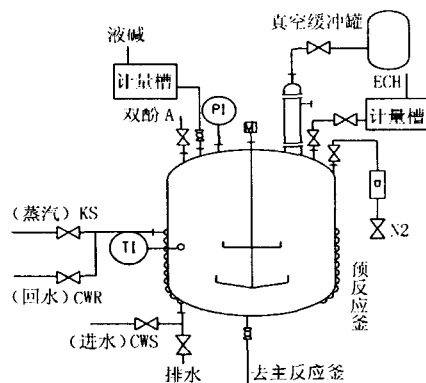 液碱
真空缓冲罐
计量槽
PI
ECH
双酚 A
计量槽
M
N2
(蒸汽) KS
TI
(回水) CWR
预反应釜
(进水) CWS
排水
去主反应釜